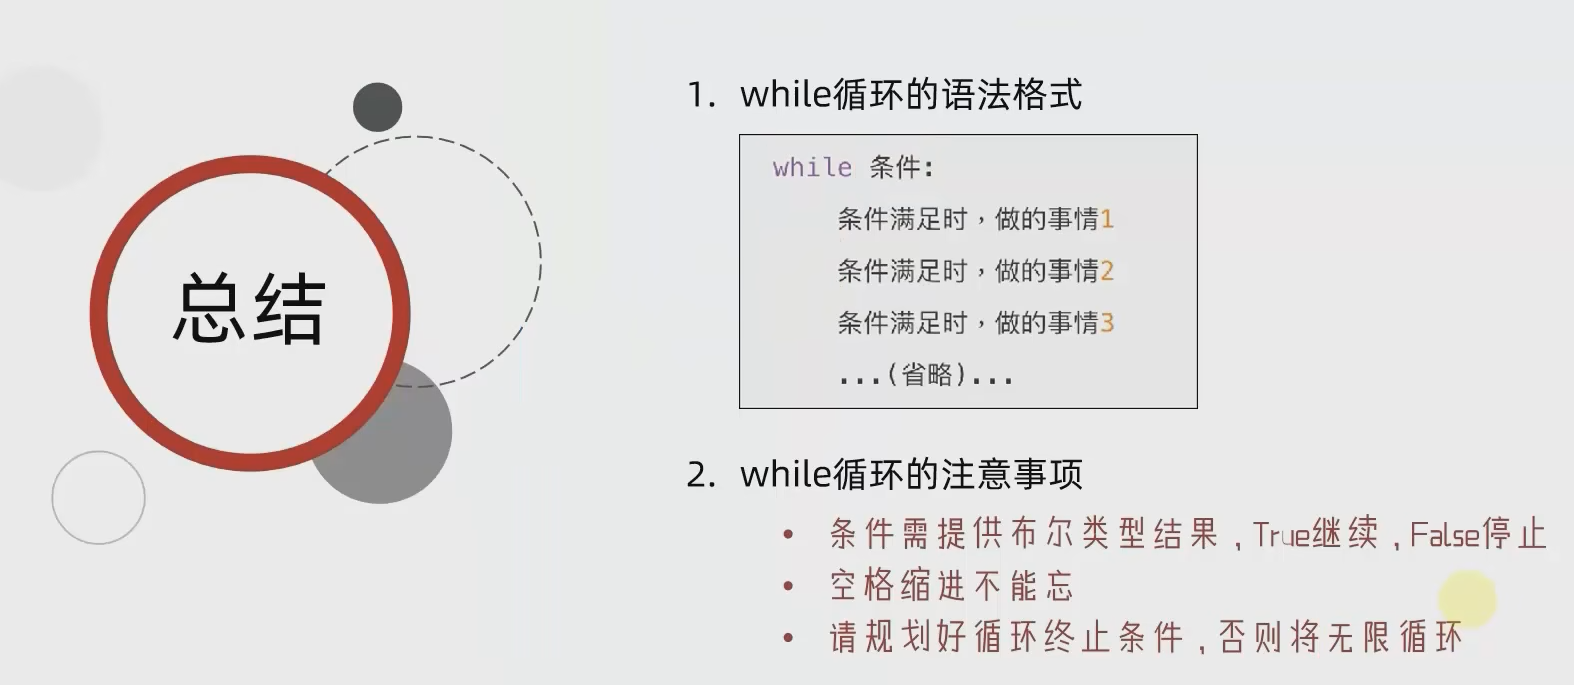 总结
1. while循环的语法格式
while 条件:
条件满足时，做的事情1
条件满足时，做的事情2
条件满足时，做的事情3
...(省略)...
2. while循环的注意事项
• 条件需提供布尔类型结果，True继续，False停止
• 空格缩进不能忘
• 请规划好循环终止条件，否则将无限循环